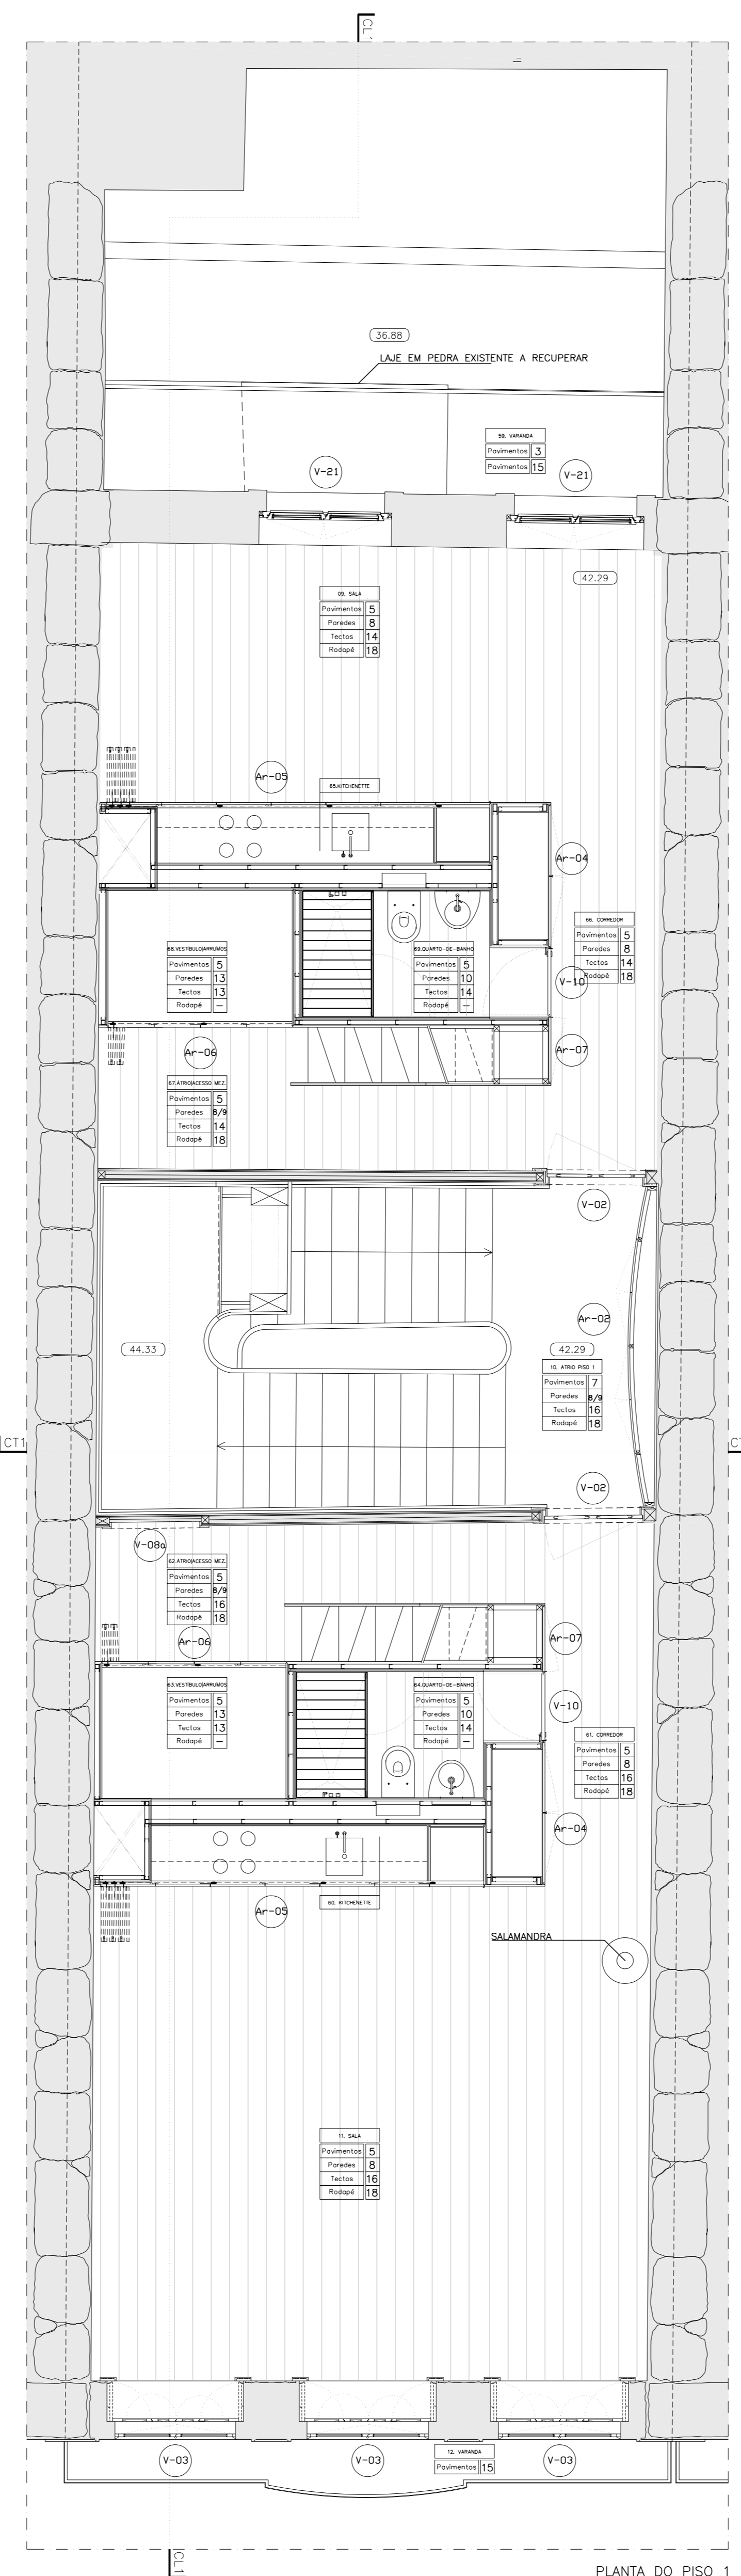 CL1
36.88
LAJE EM PEDRA EXISTENTE A RECUPERAR
59. VARANDA
Pavimentos 3
Pavimentos 15
V-21
V-21
42.29
09. SALA
Pavimentos 5
Paredes 8
Tectos 14
Rodapé 18
Ar-05
65.KITCHENETTE
Ar-04
66. CORREDOR
Pavimentos 5
Paredes 8
Tectos 14
Rodapé 18
68.VESTÍBULO/ARRUMOS
Pavimentos 5
Paredes 13
Tectos 13
Rodapé –
69.QUARTO-DE-BANHO
Pavimentos 5
Paredes 10
Tectos 14
Rodapé –
V-10
Ar-06
Ar-07
67.ÁTRIO/ACESSO MEZ.
Pavimentos 5
Paredes 8/9
Tectos 14
Rodapé 18
V-02
Ar-02
44.33
42.29
10. ÁTRIO PISO 1
Pavimentos 7
Paredes 8/9
Tectos 16
Rodapé 18
CT1
V-02
V-08a
62.ÁTRIO/ACESSO MEZ.
Pavimentos 5
Paredes 8/9
Tectos 16
Rodapé 18
Ar-06
Ar-07
63.VESTÍBULO/ARRUMOS
Pavimentos 5
Paredes 13
Tectos 13
Rodapé –
64.QUARTO-DE-BANHO
Pavimentos 5
Paredes 10
Tectos 14
Rodapé –
V-10
61. CORREDOR
Pavimentos 5
Paredes 8
Tectos 16
Rodapé 18
Ar-04
Ar-05
60. KITCHENETTE
SALAMANDRA
11. SALA
Pavimentos 5
Paredes 8
Tectos 16
Rodapé 18
V-03
V-03
V-03
12. VARANDA
Pavimentos 15
CL1
PLANTA DO PISO 1